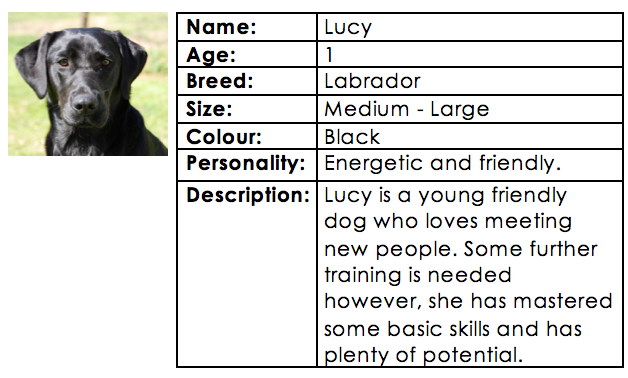 Name: Lucy
Age: 1
Breed: Labrador
Size: Medium - Large
Colour: Black
Personality: Energetic and friendly.
Description: Lucy is a young friendly
dog who loves meeting
new people. Some further
training is needed
however, she has mastered
some basic skills and has
plenty of potential.